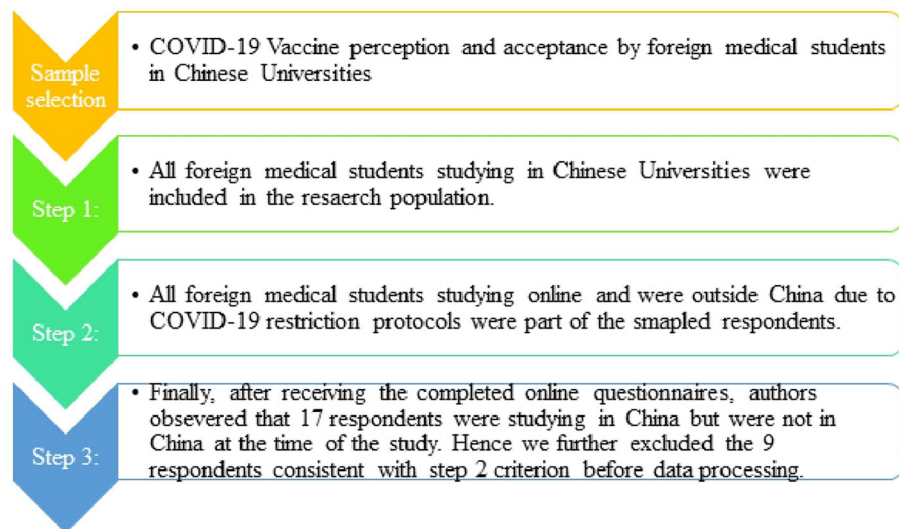 Sample
selection
• COVID-19 Vaccine perception and acceptance by foreign medical students
in Chinese Universities
Step 1:
• All foreign medical students studying in Chinese Universities were
included in the resaerch population.
Step 2:
• All foreign medical students studying online and were outside China due to
COVID-19 restriction protocols were part of the smapled respondents.
Step 3:
• Finally, after receiving the completed online questionnaires, authors
obsevered that 17 respondents were studying in China but were not in
China at the time of the study. Hence we further excluded the 9
respondents consistent with step 2 criterion before data processing.